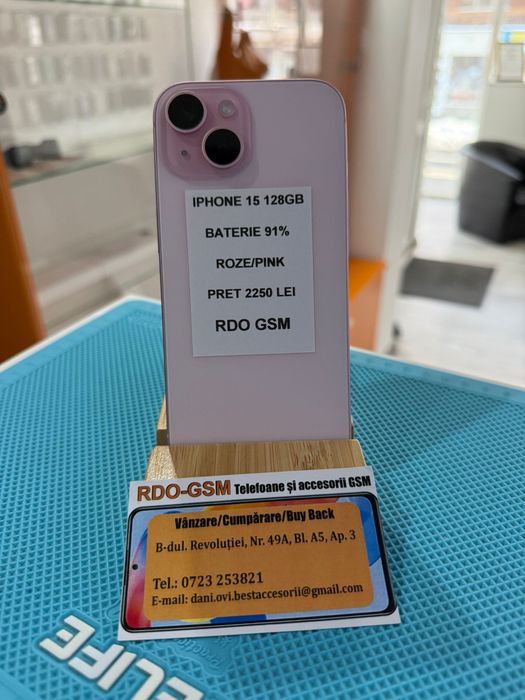 IPHONE 15 128GB
BATERIE 91%
ROZE/PINK
PRET 2250 LEI
RDO GSM
RDO-GSM Telefoane și accesorii GSM
Vânzare/Cumpărare/Buy Back
B-dul. Revoluției, Nr. 49A, Bl. A5, Ap. 3
Tel.: 0723 253821
E-mail: dani.ovi.bestaccesorii@gmail.com
ELIFE